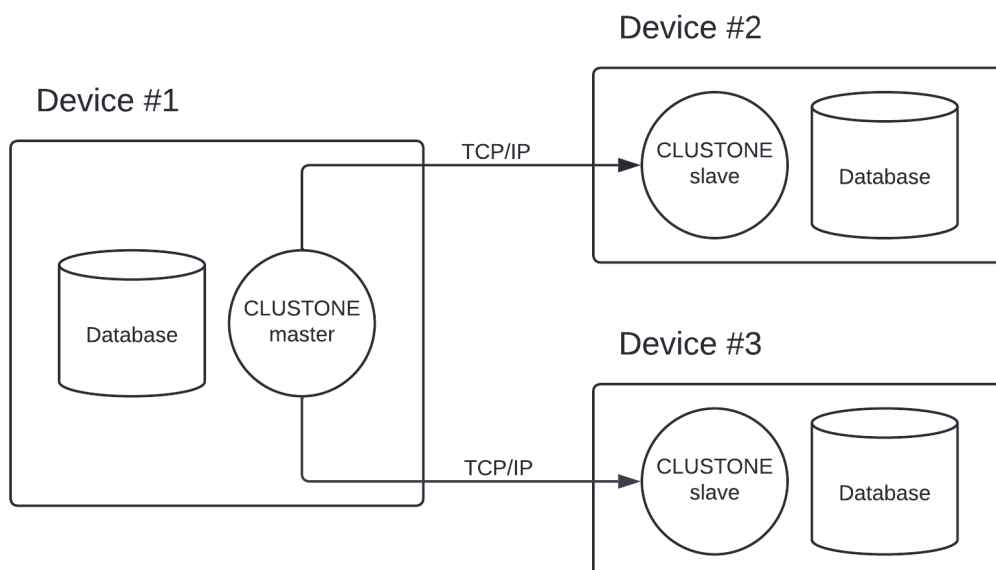 Device #2
Device #1
TCP/IP
CLUSTONE
slave
Database
CLUSTONE
master
Database
Device #3
TCP/IP
CLUSTONE
slave
Database